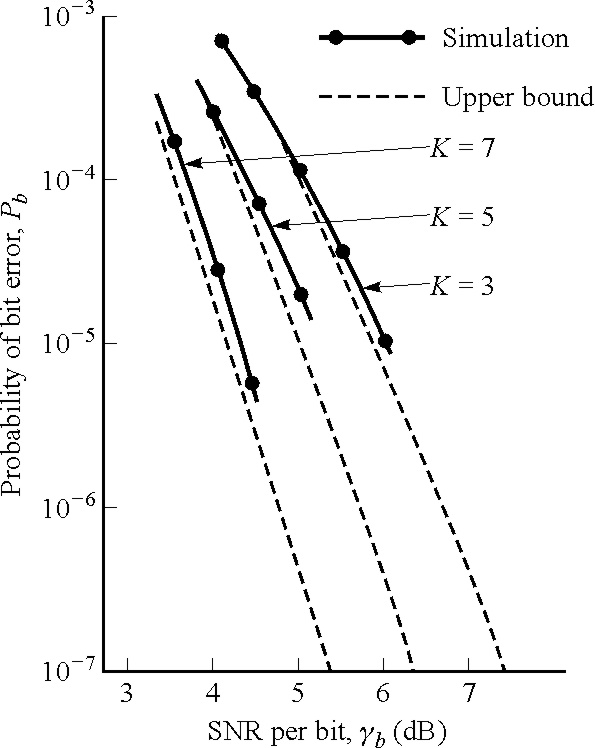 10⁻³
Simulation
Upper bound
K = 7
10⁻⁴
K = 5
K = 3
10⁻⁵
10⁻⁶
10⁻⁷
Probability of bit error, P_b
3 4 5 6 7
SNR per bit, γ_b (dB)